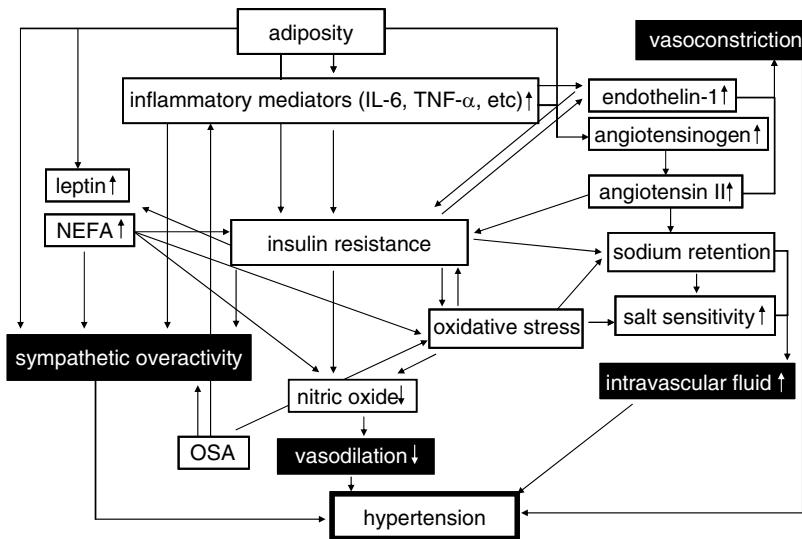 adiposity
vasoconstriction
inflammatory mediators (IL-6, TNF-α, etc)↑
endothelin-1↑
angiotensinogen↑
leptin↑
angiotensin II↑
NEFA↑
insulin resistance
sodium retention
oxidative stress
salt sensitivity↑
sympathetic overactivity
intravascular fluid ↑
nitric oxide↓
OSA
vasodilation↓
hypertension